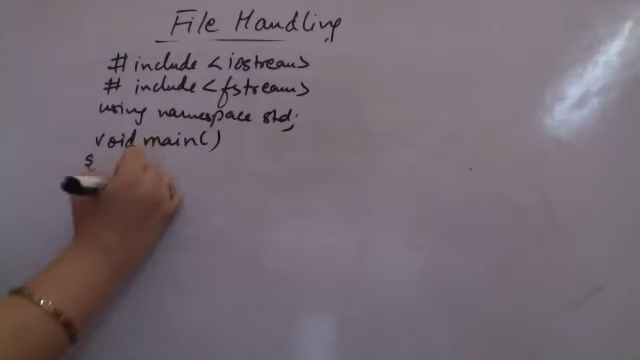 File Handling
# include <iostream>
# include <fstream>
using namespace std;
void main()
{